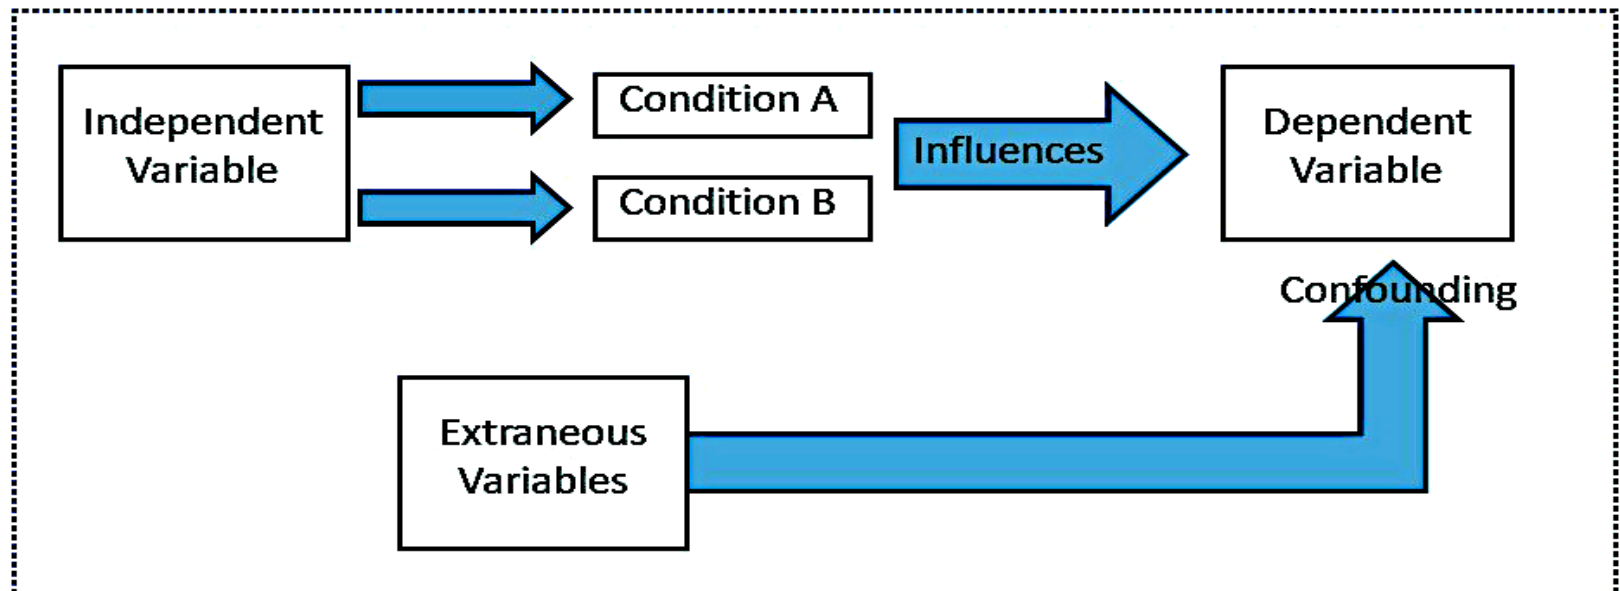 Independent
Variable
Condition A
Condition B
Influences
Dependent
Variable
Confounding
Extraneous
Variables